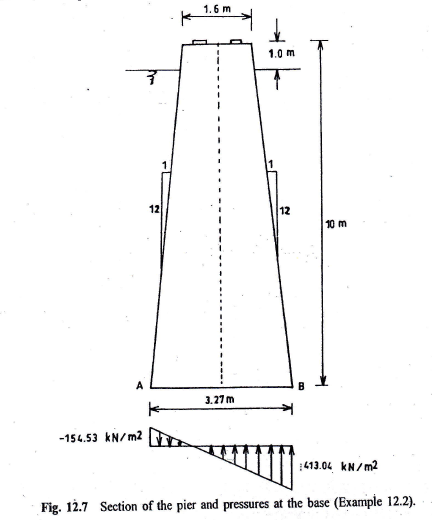 1.6 m
1.0 m
1
1
12
12
10 m
A
B
3.27 m
-154.53 kN/m2
413.04 kN/m2
Fig. 12.7 Section of the pier and pressures at the base (Example 12.2).